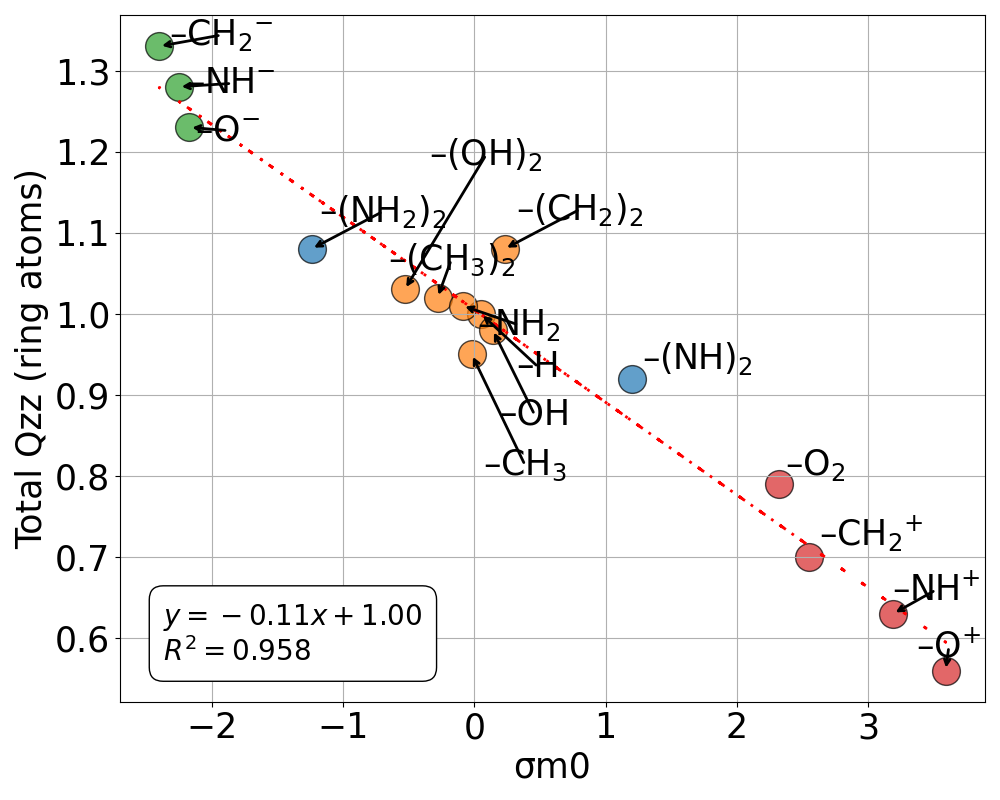 –CH₂⁻
–NH⁻
–O⁻
–(OH)₂
–(NH₂)₂
–(CH₂)₂
–(CH₃)₂
–NH₂
–H
–(NH)₂
–OH
–CH₃
–O₂
–CH₂⁺
–NH⁺
–O⁺
y = −0.11x + 1.00
R² = 0.958
Total Qzz (ring atoms)
1.3
1.2
1.1
1.0
0.9
0.8
0.7
0.6
−2 −1 0 1 2 3
σm0